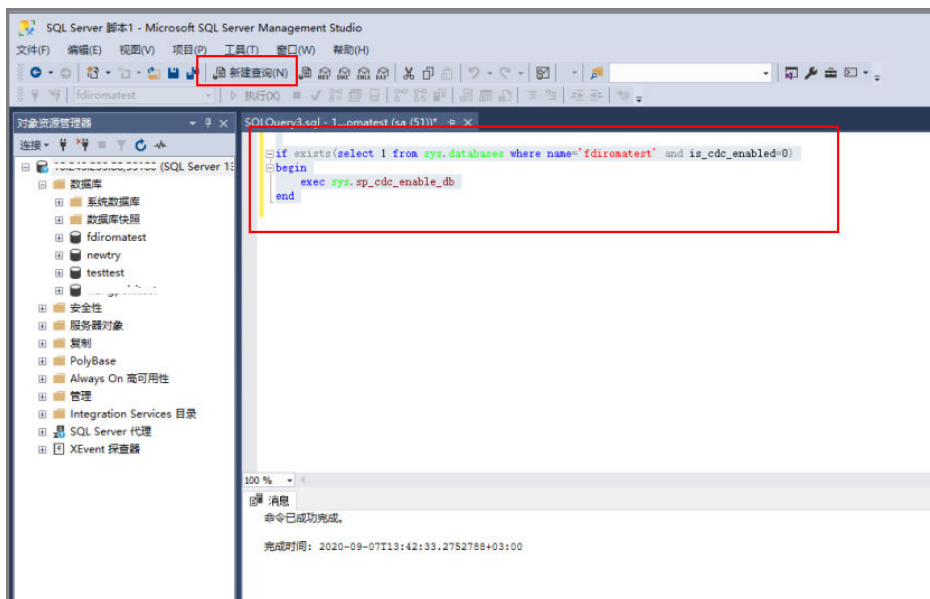 SQL Server 脚本1 - Microsoft SQL Server Management Studio
文件(F) 编辑(E) 视图(V) 项目(P) 工具(T) 窗口(W) 帮助(H)
新建查询(N)
fdiromatest 执行(X)
对象资源管理器
连接
(SQL Server 13
数据库
系统数据库
数据库快照
fdiromatest
newtry
testtest
安全性
服务器对象
复制
PolyBase
Always On 高可用性
管理
Integration Services 目录
SQL Server 代理
XEvent 探查器
SQLQuery3.sql - 1...omatest (sa (51))*
if exists(select 1 from sys.databases where name='fdiromatest' and is_cdc_enabled=0)
begin
exec sys.sp_cdc_enable_db
end
100 %
消息
命令已成功完成。
完成时间: 2020-09-07T13:42:33.2752788+03:00